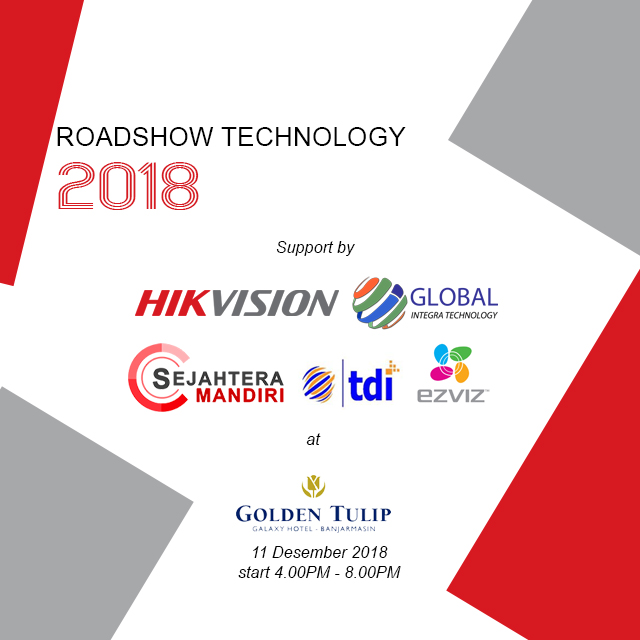 ROADSHOW TECHNOLOGY
2018
Support by
HIKVISION
GLOBAL
INTEGRA TECHNOLOGY
SEJAHTERA
MANDIRI
tdi
ezviz™
at
GOLDEN TULIP
GALAXY HOTEL - BANJARMASIN
11 Desember 2018
start 4.00PM - 8.00PM